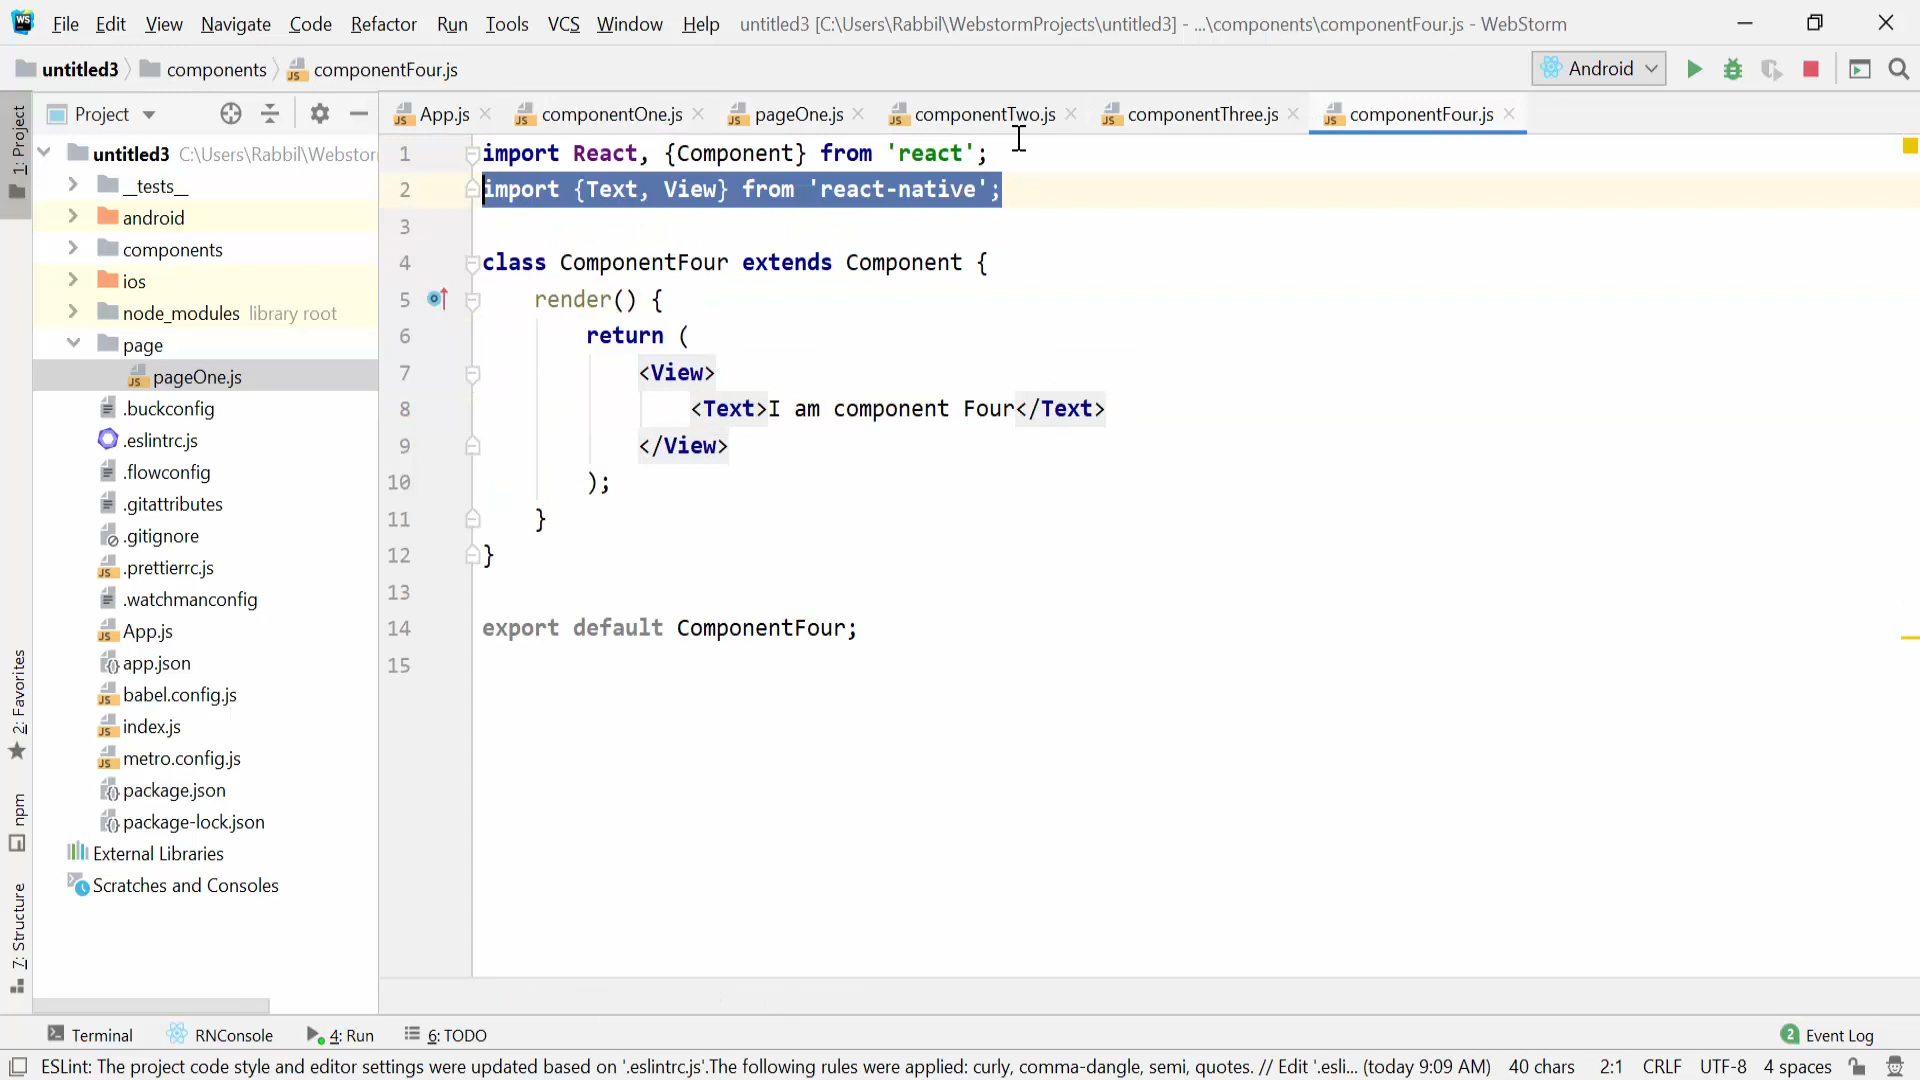 File Edit View Navigate Code Refactor Run Tools VCS Window Help untitled3 [C:\Users\Rabbil\WebstormProjects\untitled3] - ...\components\componentFour.js - WebStorm
untitled3 components componentFour.js Android
Project
App.js componentOne.js pageOne.js componentTwo.js componentThree.js componentFour.js
1: Project
untitled3 C:\Users\Rabbil\Webstor
__tests__
android
components
ios
node_modules library root
page
pageOne.js
.buckconfig
.eslintrc.js
.flowconfig
.gitattributes
.gitignore
.prettierrc.js
.watchmanconfig
App.js
app.json
babel.config.js
index.js
metro.config.js
package.json
package-lock.json
External Libraries
Scratches and Consoles
2: Favorites
npm
7: Structure
1 import React, {Component} from 'react';
2 import {Text, View} from 'react-native';
3
4 class ComponentFour extends Component {
5 render() {
6 return (
7 <View>
8 <Text>I am component Four</Text>
9 </View>
10 );
11 }
12 }
13
14 export default ComponentFour;
15
Terminal RNConsole 4: Run 6: TODO 2 Event Log
ESLint: The project code style and editor settings were updated based on '.eslintrc.js'.The following rules were applied: curly, comma-dangle, semi, quotes. // Edit '.esli... (today 9:09 AM) 40 chars 2:1 CRLF UTF-8 4 spaces